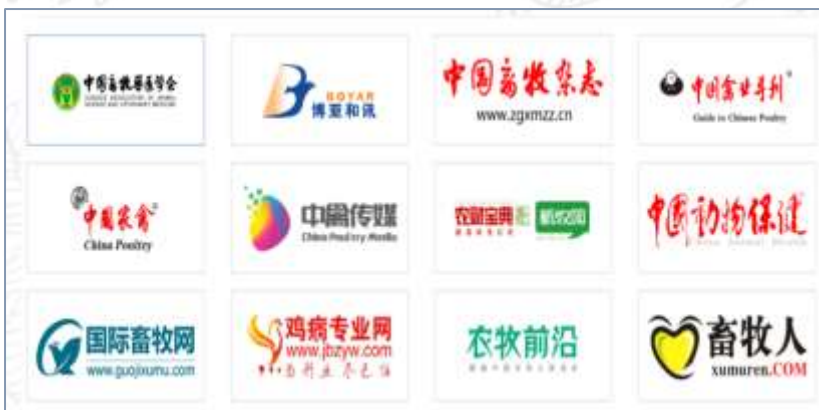 中国畜牧兽医学会
BOYAR
博亚和讯
中国畜牧杂志
www.zgxmzz.cn
中国禽业导刊
Guide to Chinese Poultry
中国家禽
China Poultry
中禽传媒
China Poultry Media
农财宝典
中国动物保健
国际畜牧网
www.guojixumu.com
鸡病专业网
www.jbzyw.com
农牧前沿
畜牧人
xumuren.COM